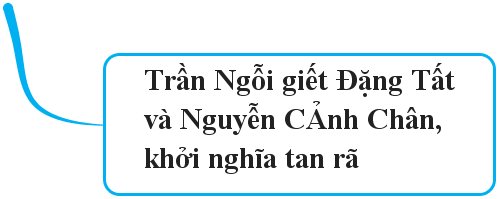 Trần Ngỗi giết Đặng Tất
và Nguyễn CẢnh Chân,
khởi nghĩa tan rã